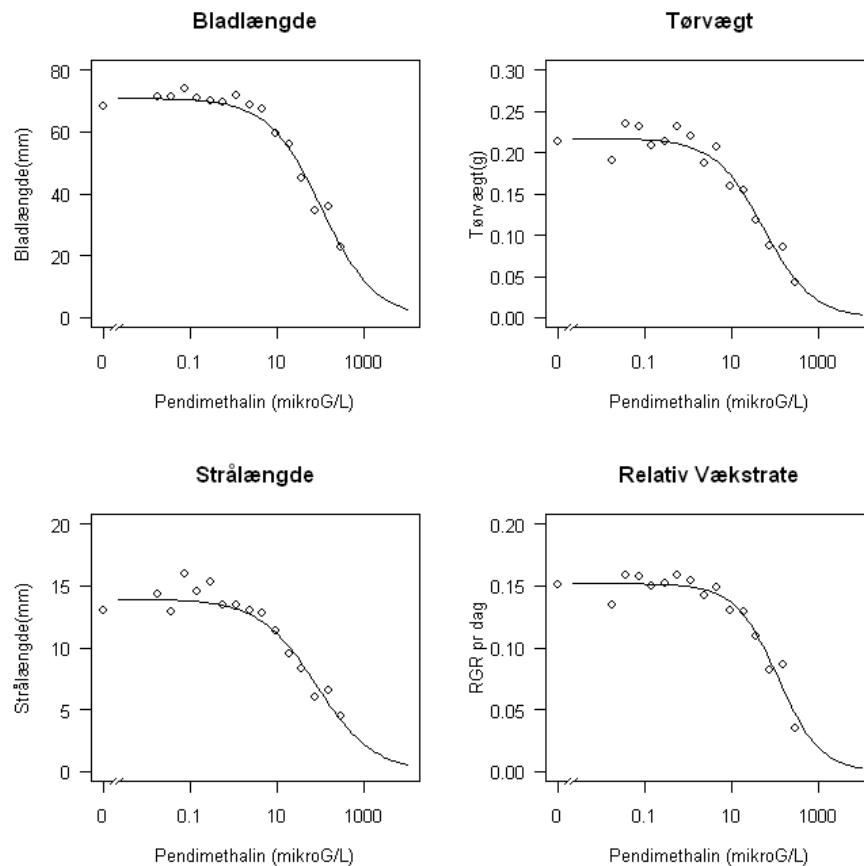 Bladlængde
Bladlængde(mm)
80
60
40
20
0
0 0.1 10 1000
Pendimethalin (mikroG/L)
Tørvægt
Tørvægt(g)
0.30
0.25
0.20
0.15
0.10
0.05
0.00
0 0.1 10 1000
Pendimethalin (mikroG/L)
Strålængde
Strålængde(mm)
20
15
10
5
0
0 0.1 10 1000
Pendimethalin (mikroG/L)
Relativ Vækstrate
RGR pr dag
0.20
0.15
0.10
0.05
0.00
0 0.1 10 1000
Pendimethalin (mikroG/L)